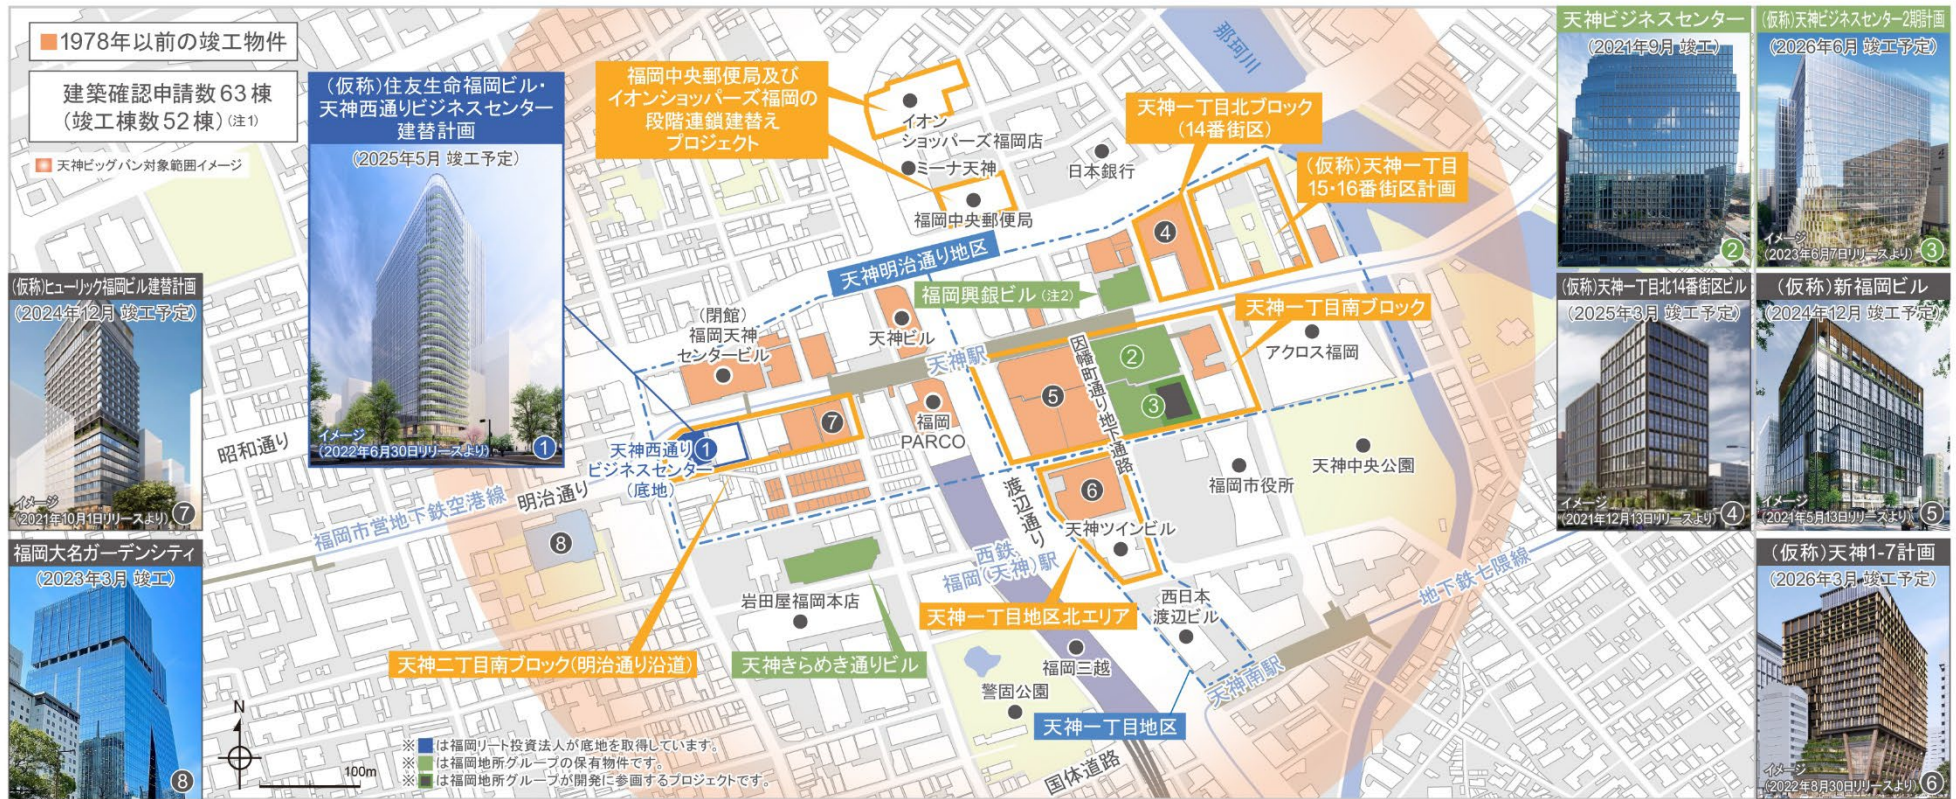 1978年以前の竣工物件
建築確認申請数63棟
(竣工棟数52棟)(注1)
天神ビッグバン対象範囲イメージ
(仮称)住友生命福岡ビル・
天神西通りビジネスセンター
建替計画
(2025年5月 竣工予定)
イメージ
(2022年6月30日リリースより)
1
(仮称)ヒューリック福岡ビル建替計画
(2024年12月 竣工予定)
イメージ
(2021年10月1日リリースより)
7
福岡大名ガーデンシティ
(2023年3月 竣工)
8
福岡中央郵便局及び
イオンショッパーズ福岡の
段階連鎖建替え
プロジェクト
イオン
ショッパーズ福岡店
ミーナ天神
福岡中央郵便局
日本銀行
那珂川
天神一丁目北ブロック
(14番街区)
(仮称)天神一丁目
15・16番街区計画
4
天神明治通り地区
福岡興銀ビル(注2)
天神一丁目南ブロック
(閉館)
福岡天神
センタービル
天神ビル
天神駅
因幡町通り地下通路
2
アクロス福岡
5
3
7
福岡
PARCO
昭和通り
天神西通り
ビジネスセンター
(底地)
1
天神中央公園
福岡市役所
福岡市営地下鉄空港線
明治通り
8
渡辺通り
6
天神ツインビル
西鉄
福岡(天神)駅
地下鉄七隈線
岩田屋福岡本店
天神一丁目地区北エリア
西日本
渡辺ビル
天神二丁目南ブロック(明治通り沿道)
天神きらめき通りビル
福岡三越
天神南駅
警固公園
天神一丁目地区
国体道路
N
100m
※■は福岡リート投資法人が底地を取得しています。
※■は福岡地所グループの保有物件です。
※■は福岡地所グループが開発に参画するプロジェクトです。
天神ビジネスセンター
(2021年9月 竣工)
2
(仮称)天神ビジネスセンター2期計画
(2026年6月 竣工予定)
イメージ
(2023年6月7日リリースより)
3
(仮称)天神一丁目北14番街区ビル
(2025年3月 竣工予定)
イメージ
(2021年12月13日リリースより)
4
(仮称)新福岡ビル
(2024年12月 竣工予定)
イメージ
(2021年5月13日リリースより)
5
(仮称)天神1-7計画
(2026年3月 竣工予定)
イメージ
(2022年8月30日リリースより)
6